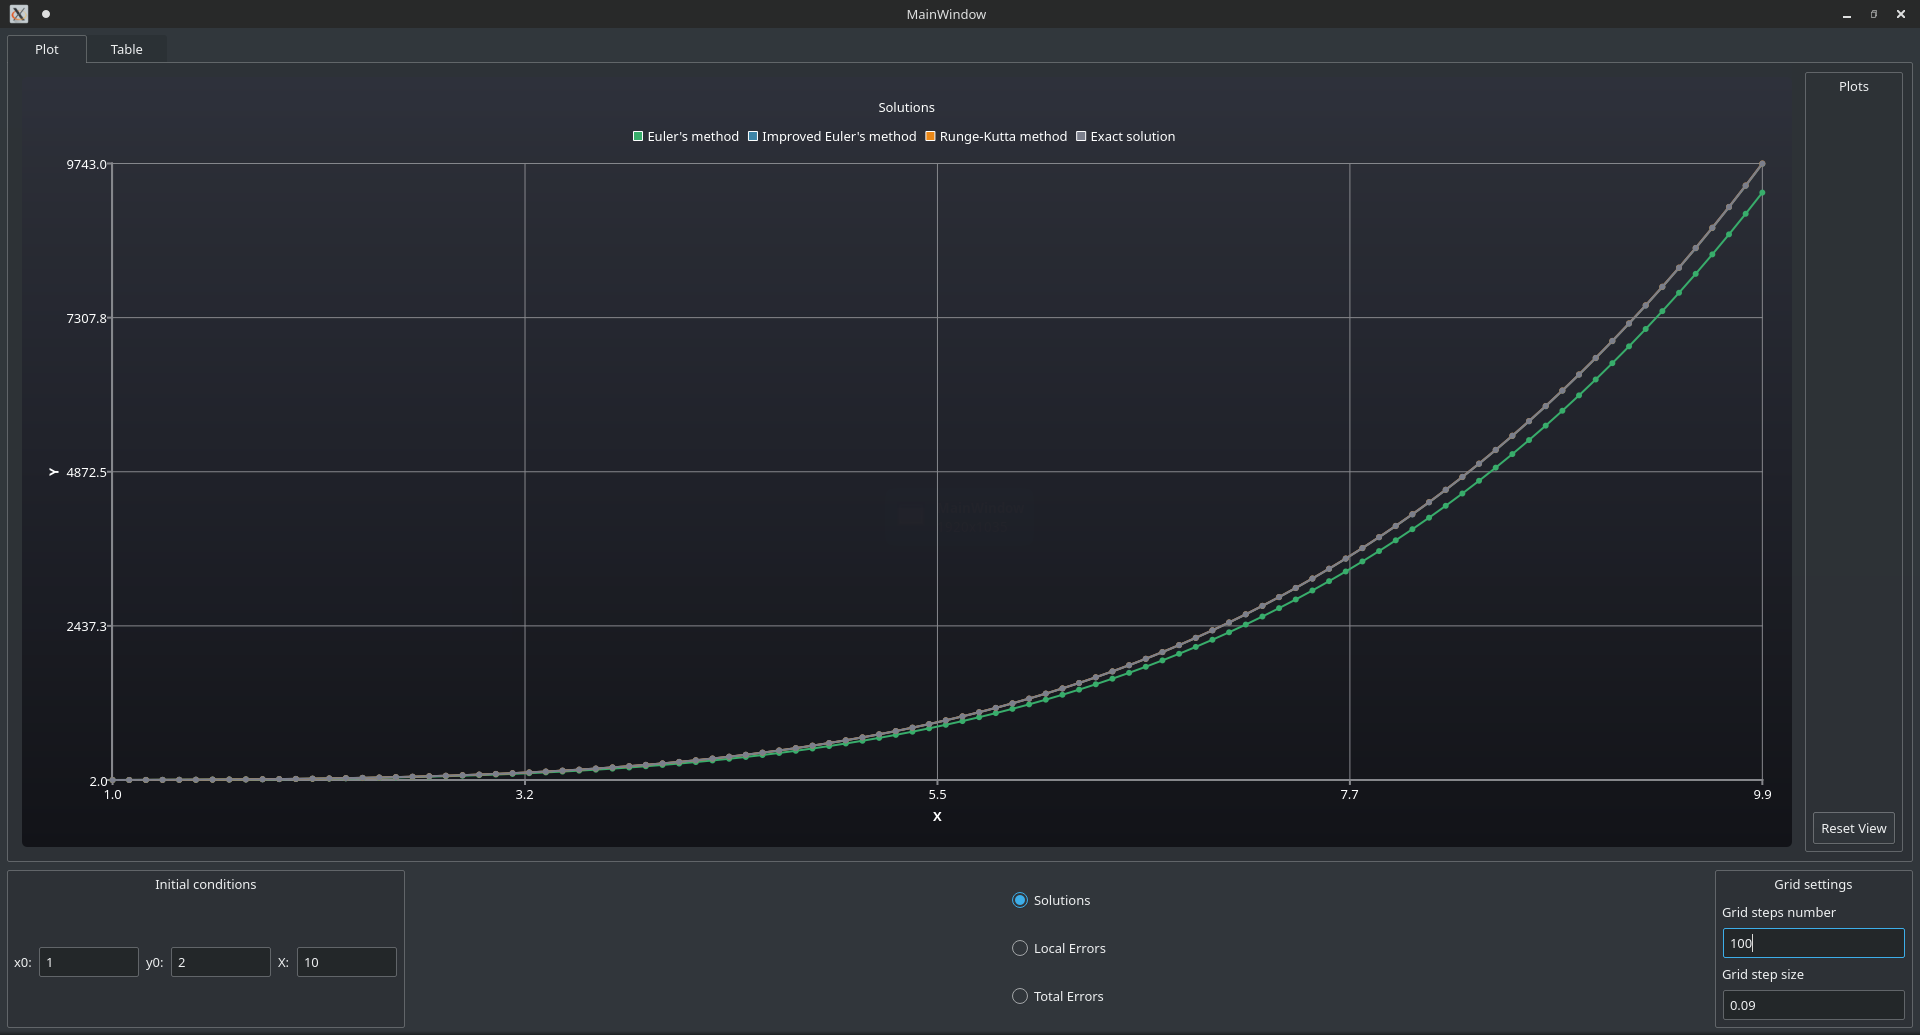 MainWindow
Plot Table
Plots
Solutions
Euler's method Improved Euler's method Runge-Kutta method Exact solution
9743.0
7307.8
Y 4872.5
2437.3
2.0
1.0 3.2 5.5 7.7 9.9
X
Reset View
Initial conditions
x0: 1 y0: 2 X: 10
Solutions
Local Errors
Total Errors
Grid settings
Grid steps number
100
Grid step size
0.09